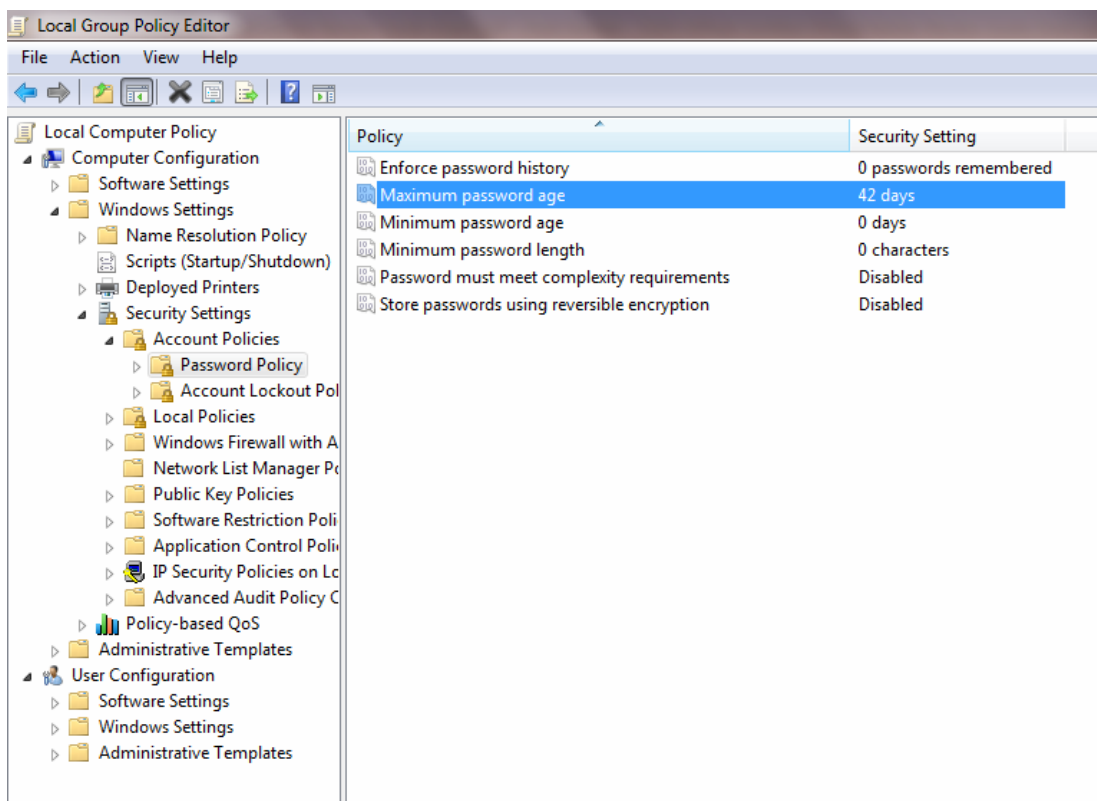 Local Group Policy Editor
File Action View Help
Local Computer Policy
Computer Configuration
Software Settings
Windows Settings
Name Resolution Policy
Scripts (Startup/Shutdown)
Deployed Printers
Security Settings
Account Policies
Password Policy
Account Lockout Pol
Local Policies
Windows Firewall with A
Network List Manager Po
Public Key Policies
Software Restriction Poli
Application Control Poli
IP Security Policies on Lo
Advanced Audit Policy C
Policy-based QoS
Administrative Templates
User Configuration
Software Settings
Windows Settings
Administrative Templates
Policy Security Setting
Enforce password history 0 passwords remembered
Maximum password age 42 days
Minimum password age 0 days
Minimum password length 0 characters
Password must meet complexity requirements Disabled
Store passwords using reversible encryption Disabled